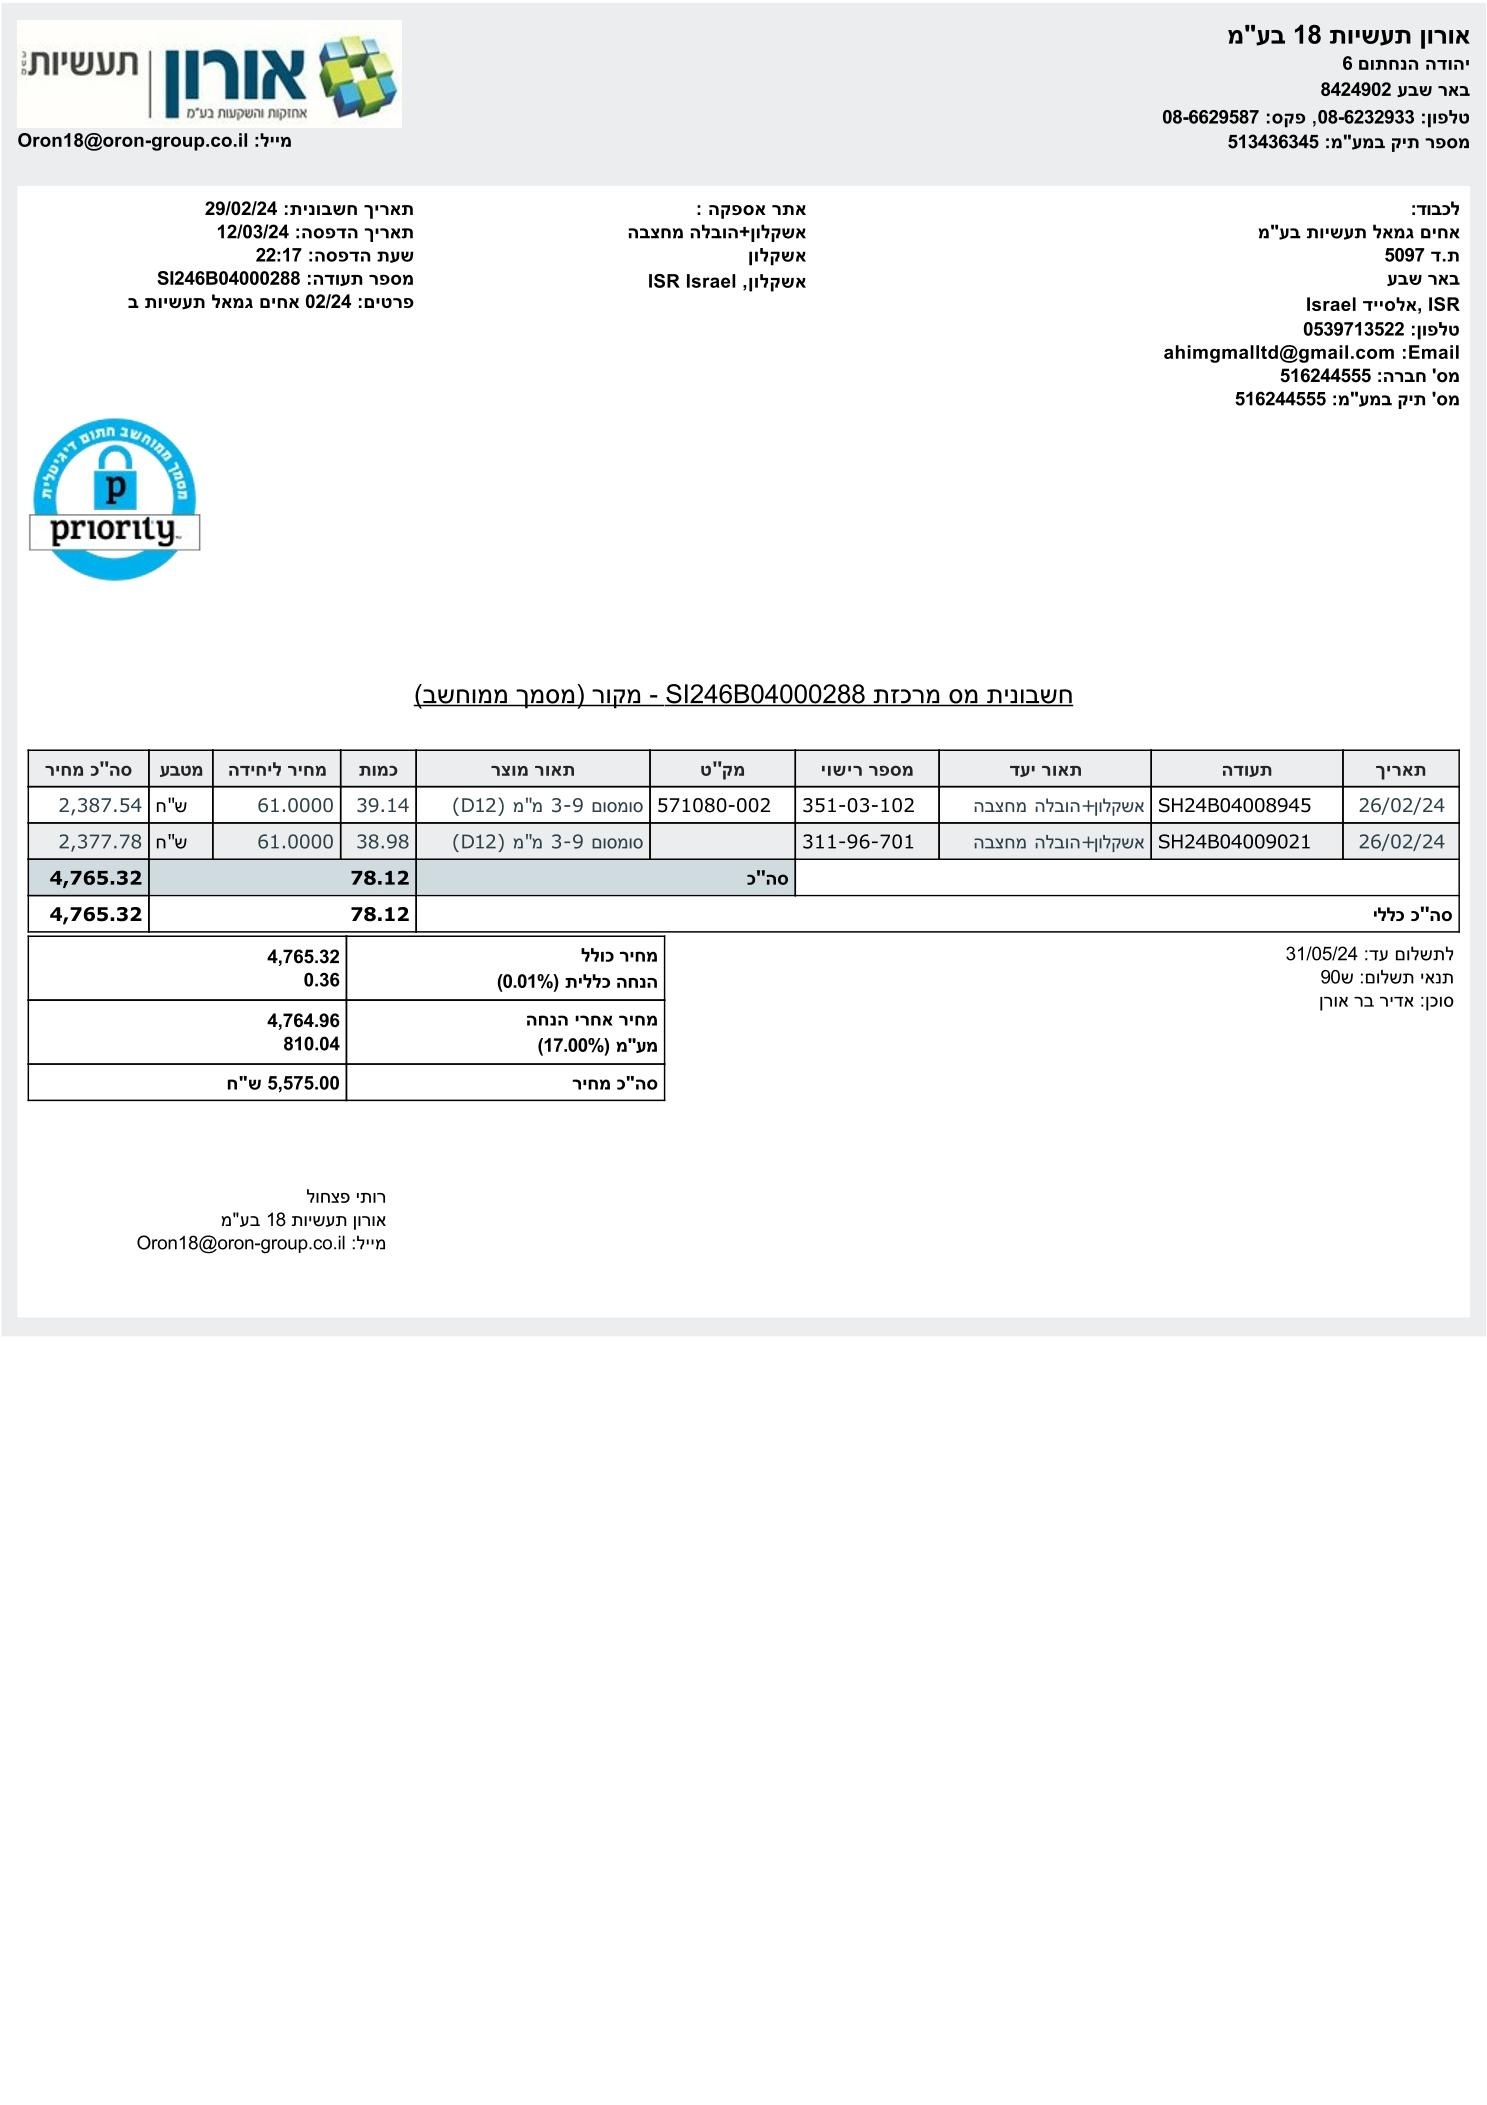 אורון תעשיות 18 בע"מ
יהודה הנחתום 6
באר שבע 8424902
טלפון: 08-6232933, פקס: 08-6629587
מספר תיק במע"מ: 513436345
אורון | תעשיות
אחזקות והשקעות בע"מ
מייל: Oron18@oron-group.co.il
לכבוד:
אחים גמאל תעשיות בע"מ
ת.ד 5097
באר שבע
ISR ,אלסייד Israel
טלפון: 0539713522
Email: ahimgmalltd@gmail.com
מס' חברה: 516244555
מס' תיק במע"מ: 516244555
אתר אספקה :
אשקלון+הובלה מחצבה
אשקלון
אשקלון, ISR Israel
תאריך חשבונית: 29/02/24
תאריך הדפסה: 12/03/24
שעת הדפסה: 22:17
מספר תעודה: SI246B04000288
פרטים: 02/24 אחים גמאל תעשיות ב
מסמך ממוחשב חתום דיגיטלית
p
priority
חשבונית מס מרכזת SI246B04000288 - מקור (מסמך ממוחשב)
תאריך תעודה תאור יעד מספר רישוי מק"ט תאור מוצר כמות מחיר ליחידה מטבע סה"כ מחיר
26/02/24 SH24B04008945 אשקלון+הובלה מחצבה 351-03-102 571080-002 סומסום 3-9 מ"מ (D12) 39.14 61.0000 ש"ח 2,387.54
26/02/24 SH24B04009021 אשקלון+הובלה מחצבה 311-96-701 סומסום 3-9 מ"מ (D12) 38.98 61.0000 ש"ח 2,377.78
סה"כ 78.12 4,765.32
סה"כ כללי 78.12 4,765.32
לתשלום עד: 31/05/24
תנאי תשלום: ש90
סוכן: אדיר בר אורן
מחיר כולל 4,765.32
הנחה כללית (0.01%) 0.36
מחיר אחרי הנחה 4,764.96
מע"מ (17.00%) 810.04
סה"כ מחיר 5,575.00 ש"ח
רותי פצחול
אורון תעשיות 18 בע"מ
מייל: Oron18@oron-group.co.il